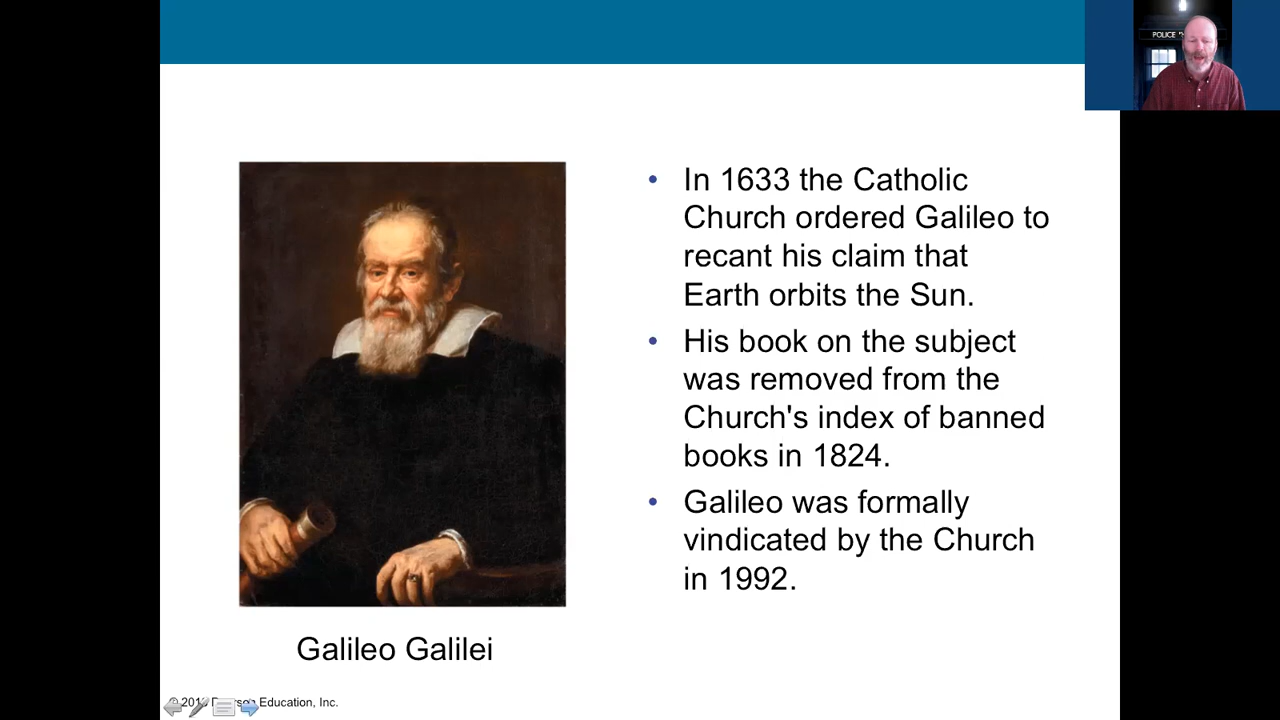 POLICE
• In 1633 the Catholic
Church ordered Galileo to
recant his claim that
Earth orbits the Sun.
• His book on the subject
was removed from the
Church's index of banned
books in 1824.
• Galileo was formally
vindicated by the Church
in 1992.
Galileo Galilei
Education, Inc.